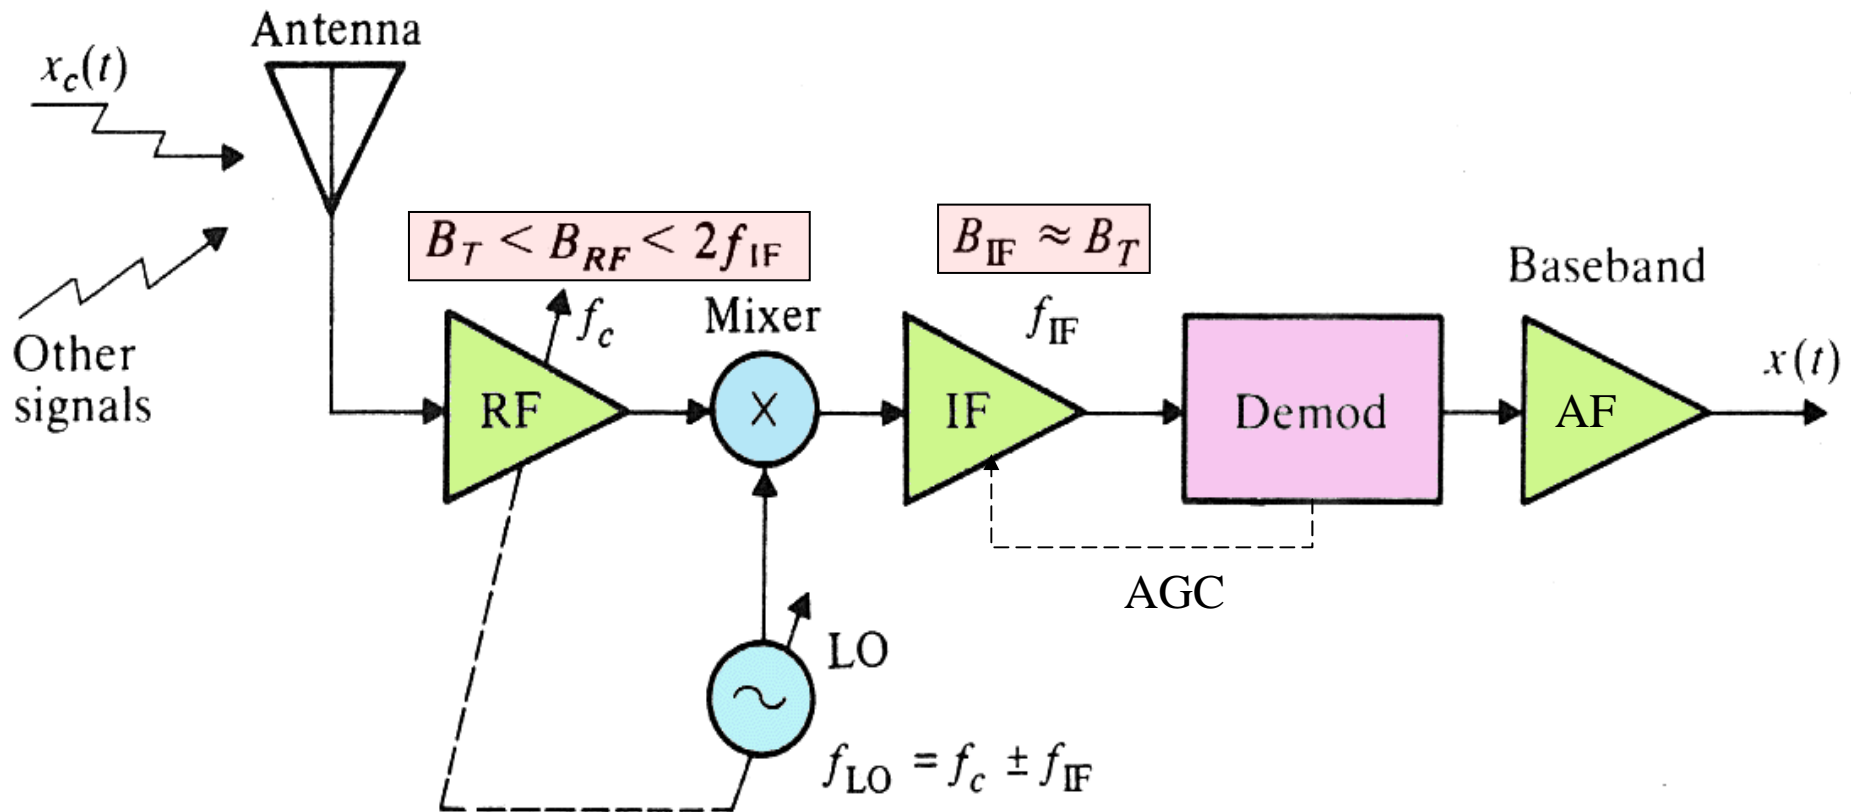 Antenna
x_c(t)
B_T < B_RF < 2f_IF
B_IF ≈ B_T
Baseband
f_c
Mixer
f_IF
Other
signals
x(t)
RF
X
IF
Demod
AF
AGC
LO
f_LO = f_c ± f_IF